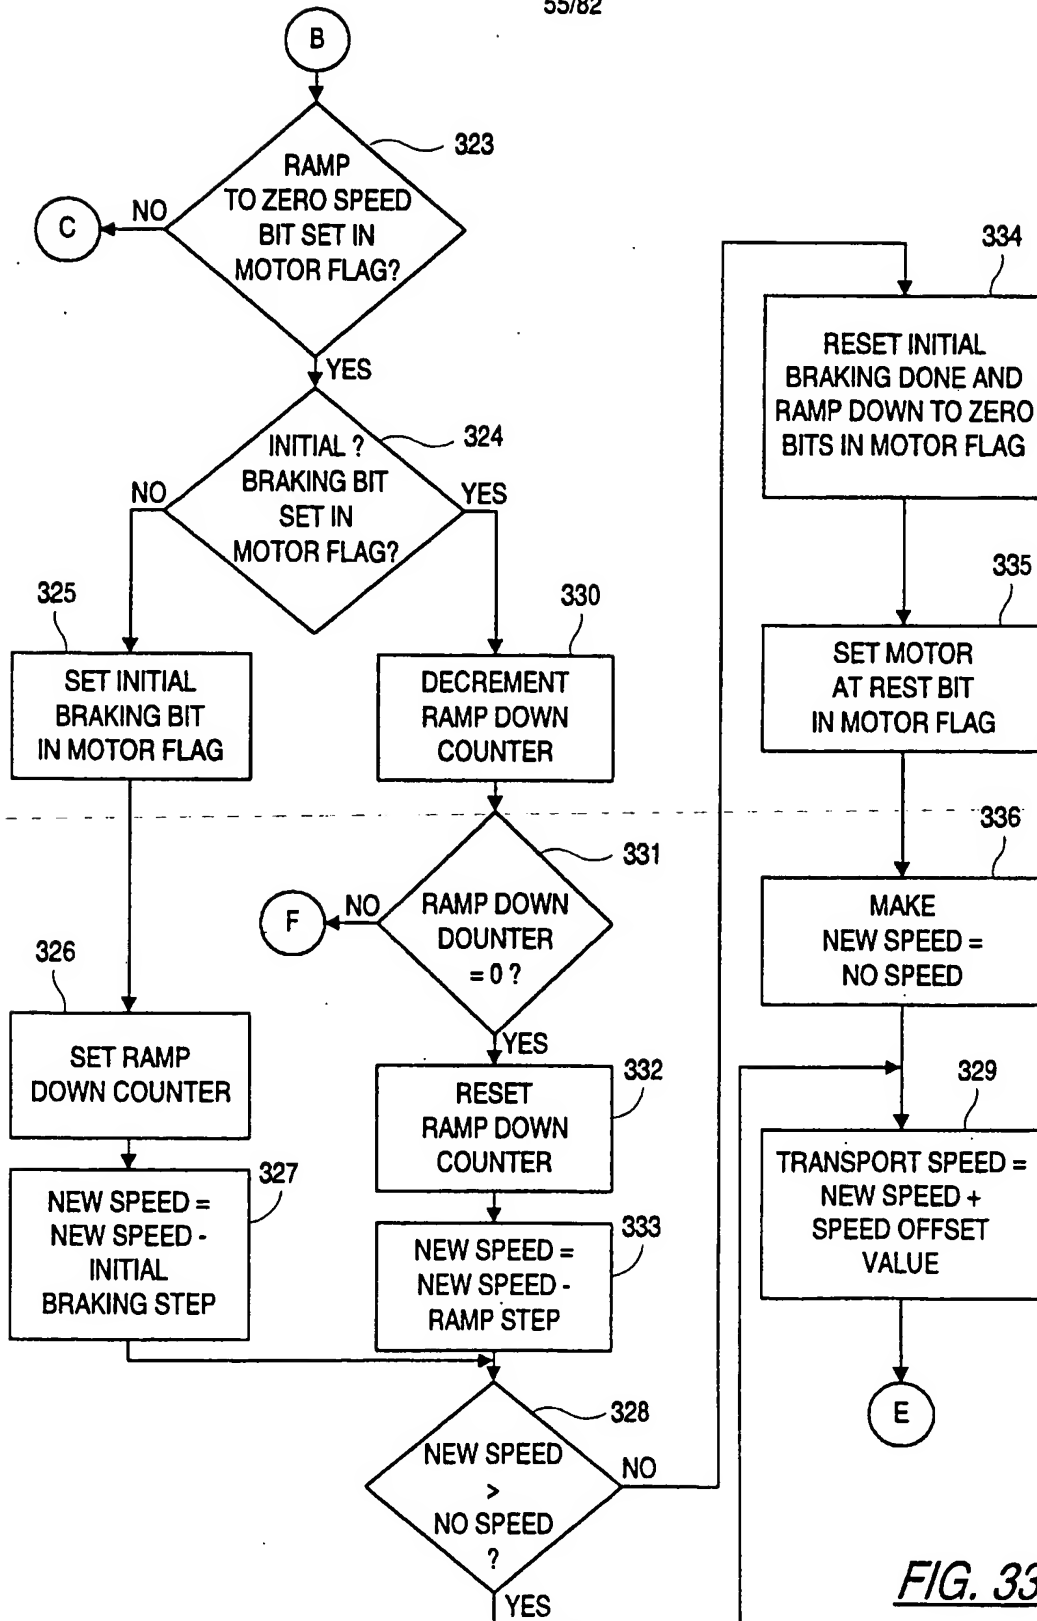 55/82
B
323
RAMP
TO ZERO SPEED
BIT SET IN
MOTOR FLAG?
NO
C
YES
324
INITIAL ?
BRAKING BIT
SET IN
MOTOR FLAG?
NO
YES
325
SET INITIAL
BRAKING BIT
IN MOTOR FLAG
330
DECREMENT
RAMP DOWN
COUNTER
331
RAMP DOWN
DOUNTER
= 0 ?
NO
F
YES
326
SET RAMP
DOWN COUNTER
332
RESET
RAMP DOWN
COUNTER
327
NEW SPEED =
NEW SPEED -
INITIAL
BRAKING STEP
333
NEW SPEED =
NEW SPEED -
RAMP STEP
328
NEW SPEED
>
NO SPEED
?
NO
YES
334
RESET INITIAL
BRAKING DONE AND
RAMP DOWN TO ZERO
BITS IN MOTOR FLAG
335
SET MOTOR
AT REST BIT
IN MOTOR FLAG
336
MAKE
NEW SPEED =
NO SPEED
329
TRANSPORT SPEED =
NEW SPEED +
SPEED OFFSET
VALUE
E
FIG. 33